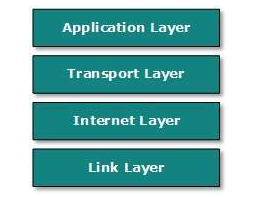 Application Layer
Transport Layer
Internet Layer
Link Layer